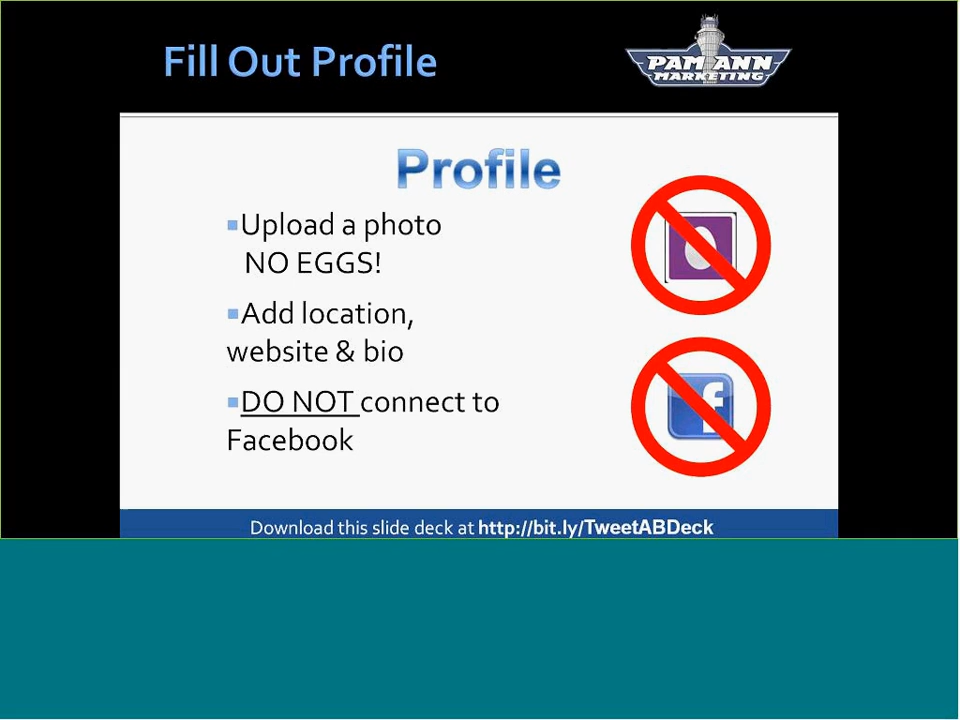 Fill Out Profile
PAM ANN
MARKETING
Profile
Upload a photo
NO EGGS!
Add location,
website & bio
DO NOT connect to
Facebook
f
Download this slide deck at http://bit.ly/TweetABDeck